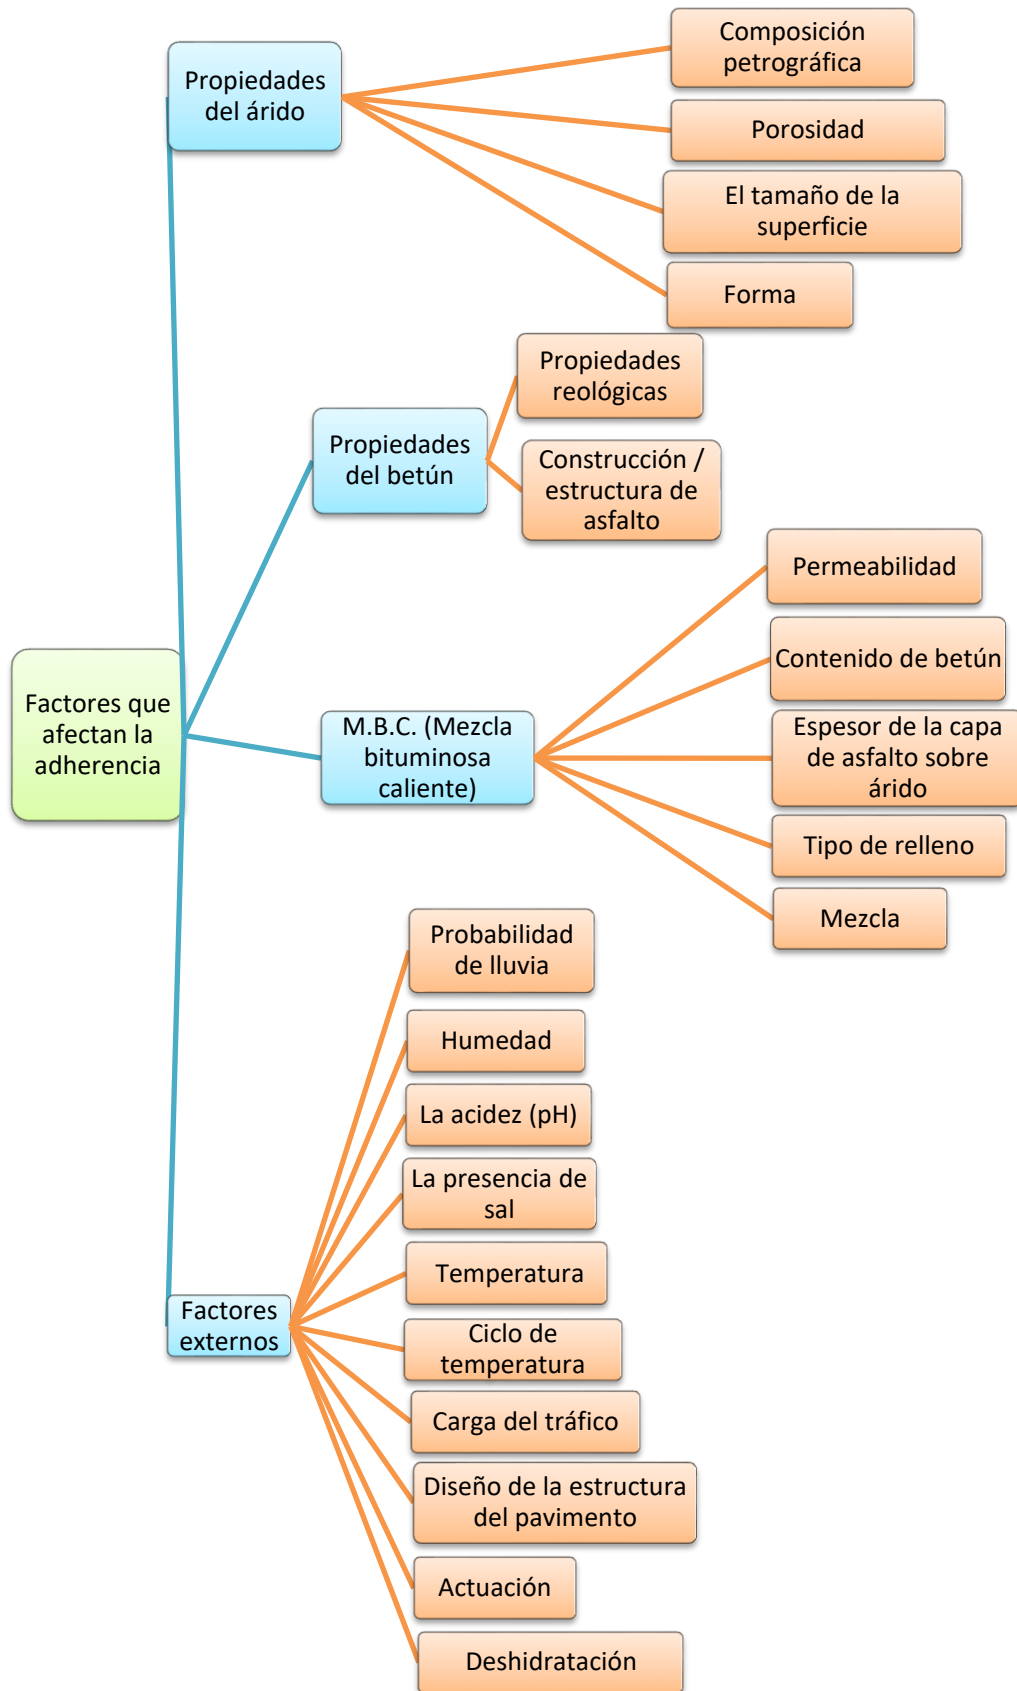 Factores que
afectan la
adherencia
Propiedades
del árido
Composición
petrográfica
Porosidad
El tamaño de la
superficie
Forma
Propiedades
del betún
Propiedades
reológicas
Construcción /
estructura de
asfalto
M.B.C. (Mezcla
bituminosa
caliente)
Permeabilidad
Contenido de betún
Espesor de la capa
de asfalto sobre
árido
Tipo de relleno
Mezcla
Factores
externos
Probabilidad
de lluvia
Humedad
La acidez (pH)
La presencia de
sal
Temperatura
Ciclo de
temperatura
Carga del tráfico
Diseño de la estructura
del pavimento
Actuación
Deshidratación